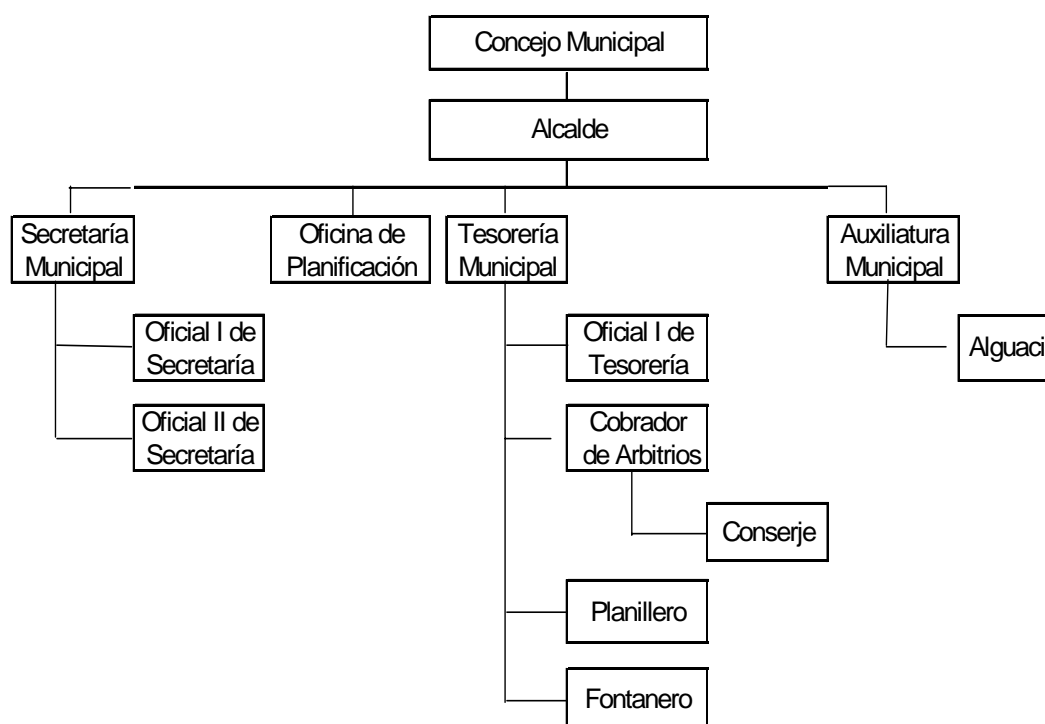 Concejo Municipal
Alcalde
Secretaría
Municipal
Oficina de
Planificación
Tesorería
Municipal
Auxiliatura
Municipal
Oficial I de
Secretaría
Oficial I de
Tesorería
Alguaci
Oficial II de
Secretaría
Cobrador
de Arbitrios
Conserje
Planillero
Fontanero